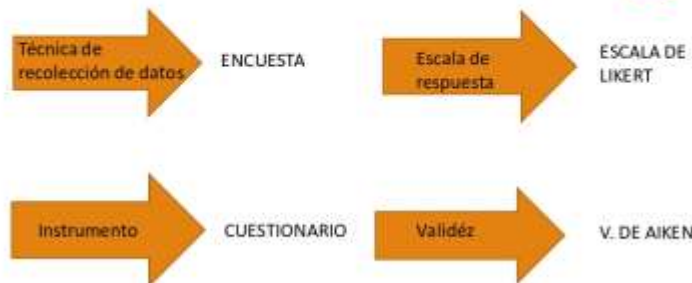 Técnica de
recolección de datos
ENCUESTA
Escala de
respuesta
ESCALA DE
LIKERT
Instrumento
CUESTIONARIO
Validéz
V. DE AIKEN